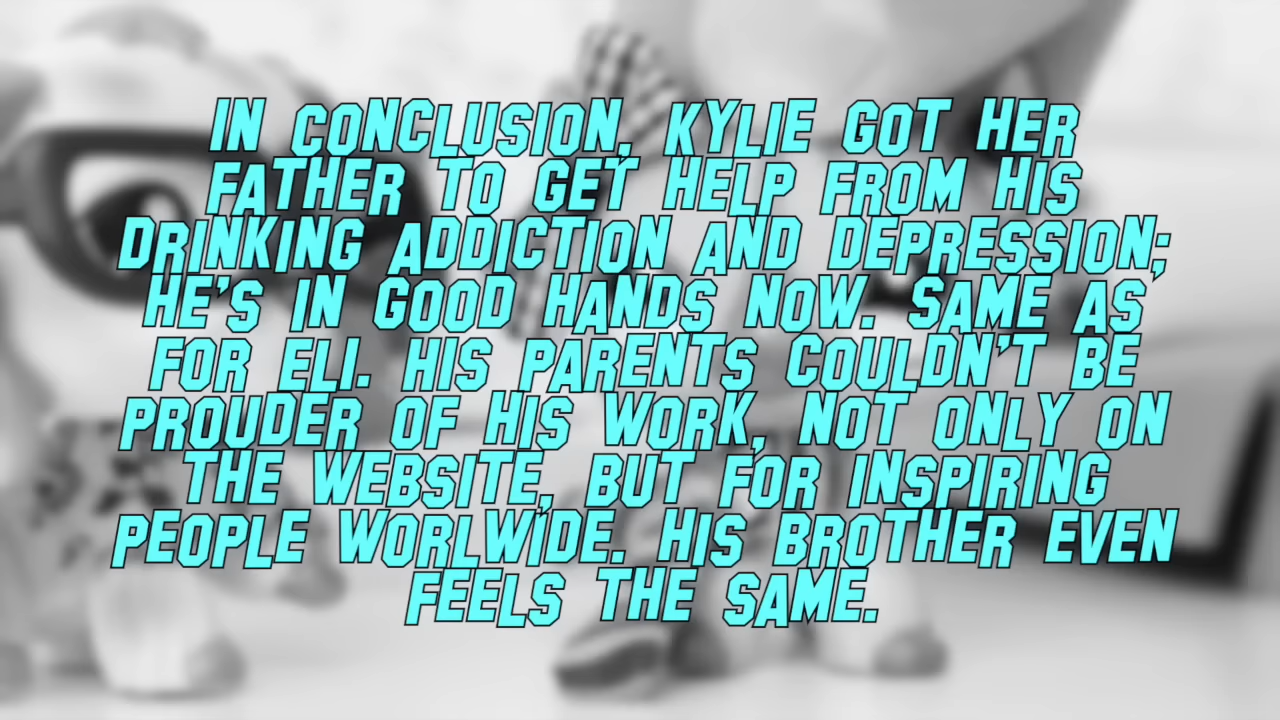 IN CONCLUSION, KYLIE GOT HER
FATHER TO GET HELP FROM HIS
DRINKING ADDICTION AND DEPRESSION;
HE'S IN GOOD HANDS NOW. SAME AS
FOR ELI. HIS PARENTS COULDN'T BE
PROUDER OF HIS WORK, NOT ONLY ON
THE WEBSITE, BUT FOR INSPIRING
PEOPLE WORLWIDE. HIS BROTHER EVEN
FEELS THE SAME.